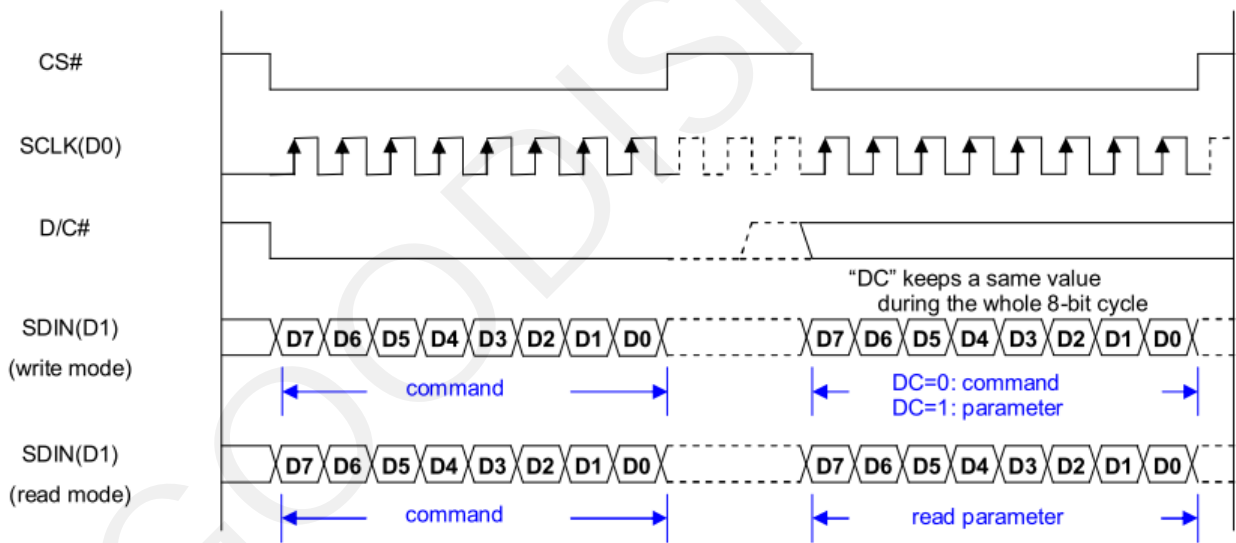 CS#
SCLK(D0)
D/C#
“DC” keeps a same value
during the whole 8-bit cycle
SDIN(D1)
(write mode)
D7 D6 D5 D4 D3 D2 D1 D0 D7 D6 D5 D4 D3 D2 D1 D0
command
DC=0: command
DC=1: parameter
SDIN(D1)
(read mode)
D7 D6 D5 D4 D3 D2 D1 D0 D7 D6 D5 D4 D3 D2 D1 D0
command
read parameter
GOODISP